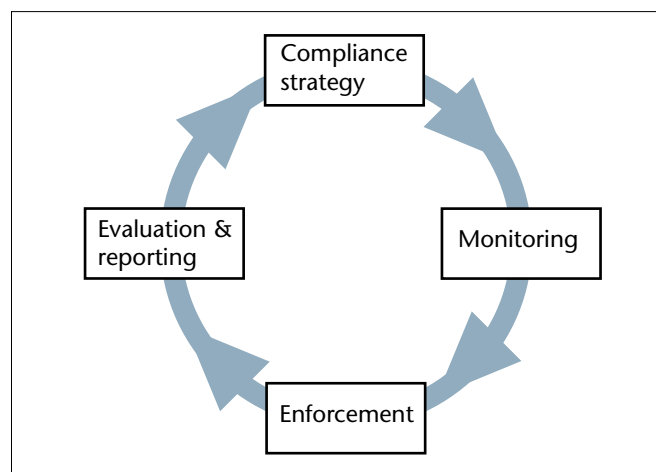 Compliance
strategy
Evaluation &
reporting
Monitoring
Enforcement